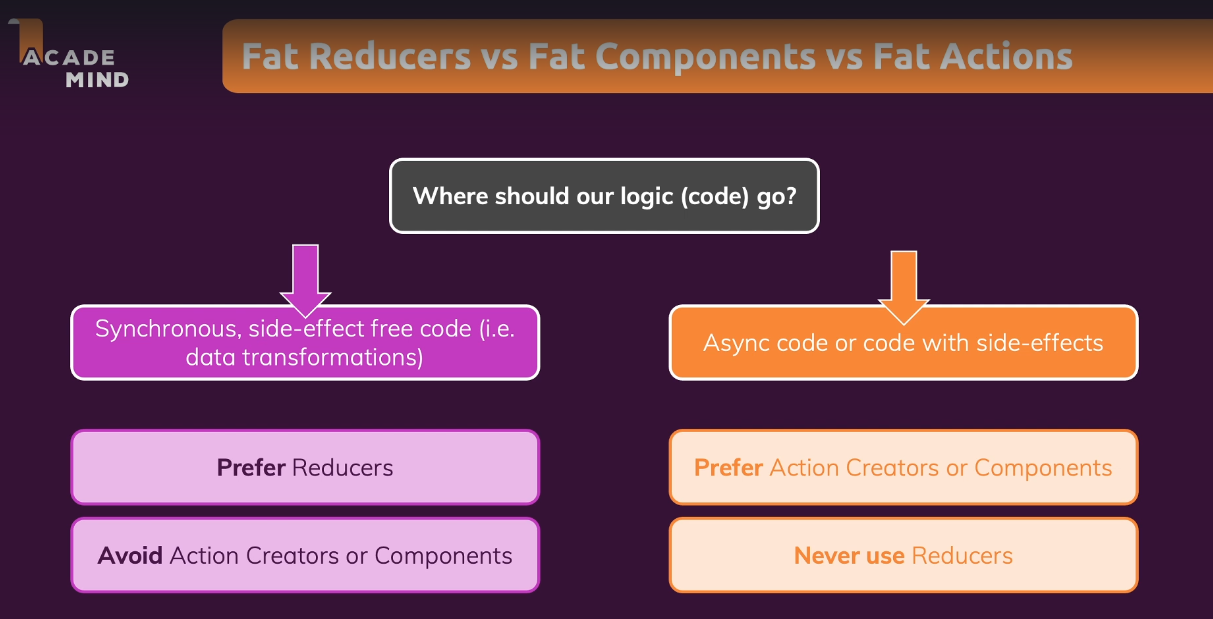 ACADE
MIND
Fat Reducers vs Fat Components vs Fat Actions
Where should our logic (code) go?
Synchronous, side-effect free code (i.e.
data transformations)
Prefer Reducers
Avoid Action Creators or Components
Async code or code with side-effects
Prefer Action Creators or Components
Never use Reducers